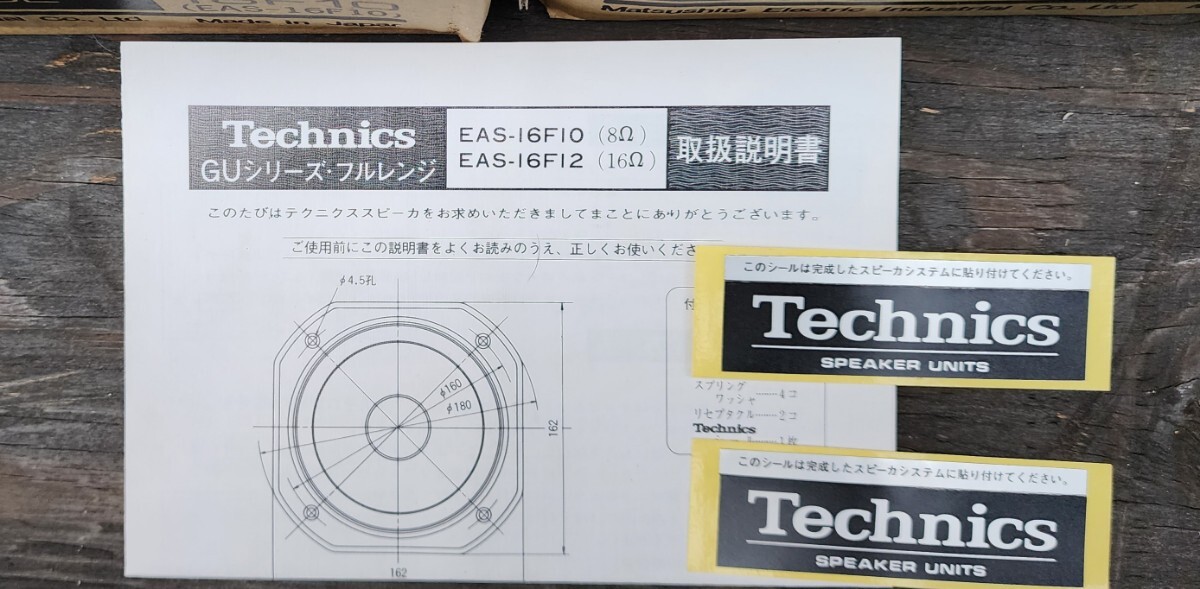 (EAS-16F10)
Co., Ltd. Made in Japan
Matsushita Electric Industrial Co., Ltd.
Technics
GUシリーズ・フルレンジ
EAS-16F10 (8Ω)
EAS-16F12 (16Ω)
取扱説明書
このたびはテクニクススピーカをお求めいただきましてまことにありがとうございます。
ご使用前にこの説明書をよくお読みのうえ、正しくお使いくださ
φ4.5孔
φ160
φ180
162
162
付
スプリング
ワッシャ……4コ
リセプタクル……2コ
Technics
1枚
このシールは完成したスピーカシステムに貼り付けてください。
Technics
SPEAKER UNITS
このシールは完成したスピーカシステムに貼り付けてください。
Technics
SPEAKER UNITS